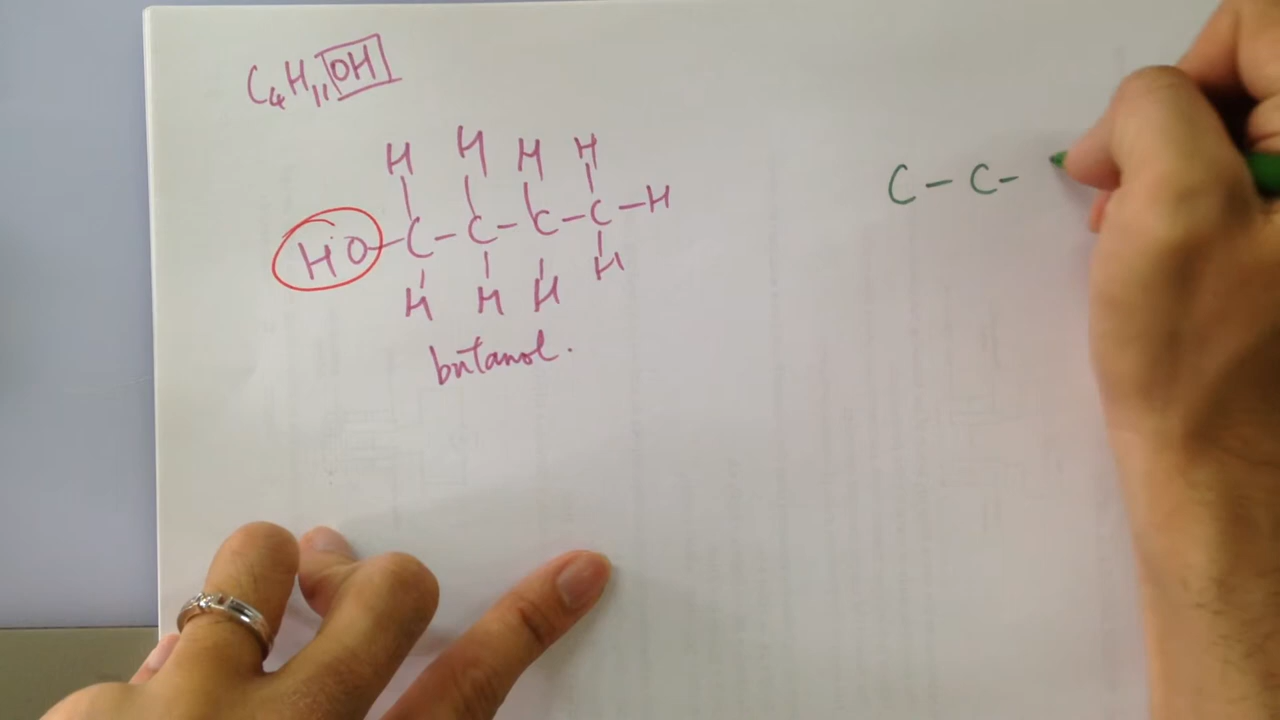 C₄H₁₁OH
H H H H
HO-C-C-C-C-H
H H H H
butanol.
C-C-